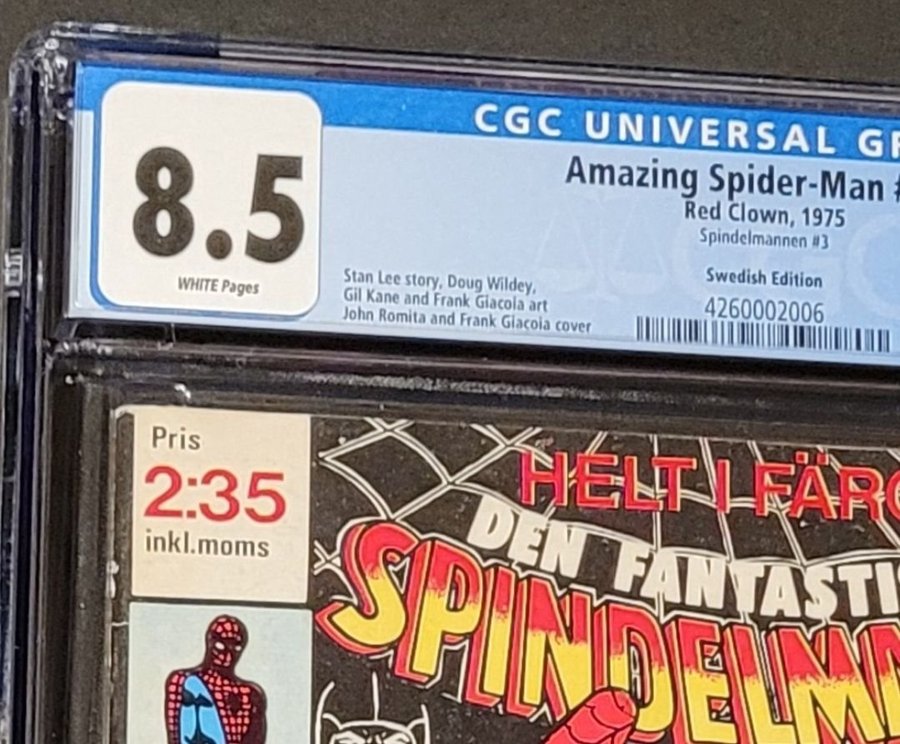 CGC UNIVERSAL GR
8.5
WHITE Pages
Amazing Spider-Man #
Red Clown, 1975
Spindelmannen #3
Stan Lee story, Doug Wildey,
Gil Kane and Frank Giacoia art
John Romita and Frank Giacoia cover
Swedish Edition
4260002006
Pris
2:35
inkl.moms
HELT I FÄRG
DEN FANTASTI
SPINDELMA